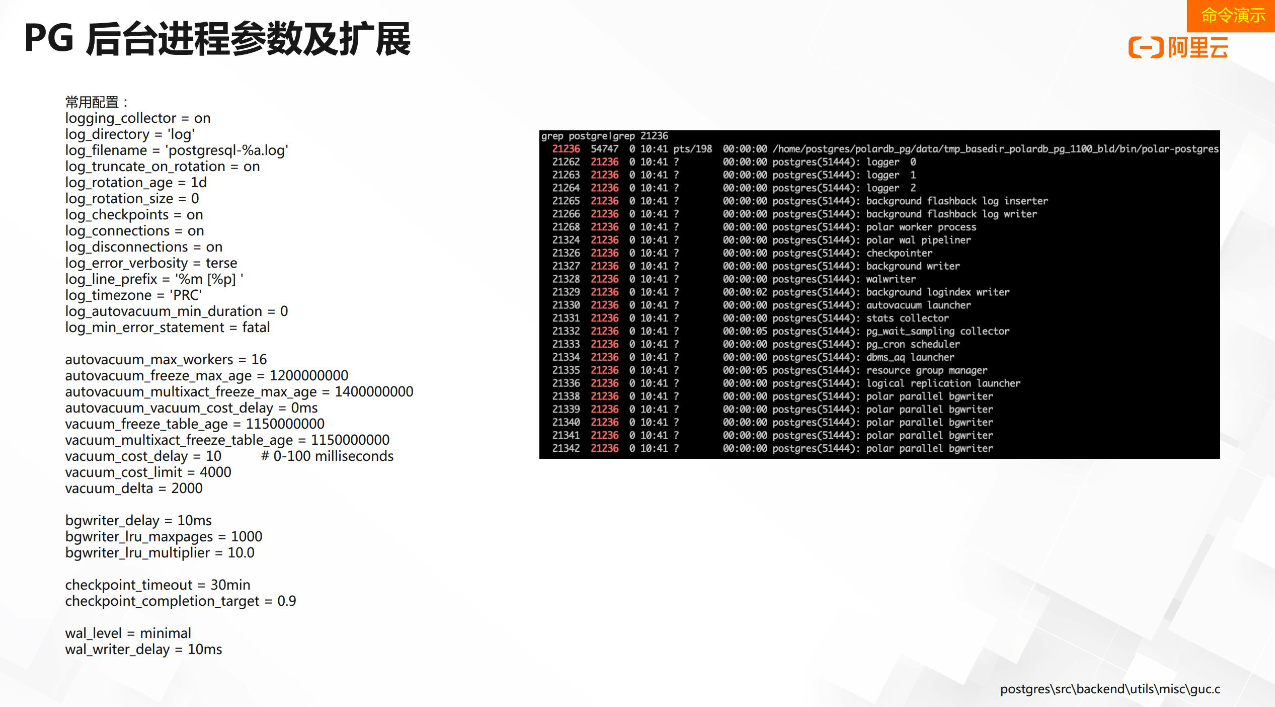 命令演示
PG 后台进程参数及扩展
阿里云
常用配置：
logging_collector = on
log_directory = 'log'
log_filename = 'postgresql-%a.log'
log_truncate_on_rotation = on
log_rotation_age = 1d
log_rotation_size = 0
log_checkpoints = on
log_connections = on
log_disconnections = on
log_error_verbosity = terse
log_line_prefix = '%m [%p] '
log_timezone = 'PRC'
log_autovacuum_min_duration = 0
log_min_error_statement = fatal
autovacuum_max_workers = 16
autovacuum_freeze_max_age = 1200000000
autovacuum_multixact_freeze_max_age = 1400000000
autovacuum_vacuum_cost_delay = 0ms
vacuum_freeze_table_age = 1150000000
vacuum_multixact_freeze_table_age = 1150000000
vacuum_cost_delay = 10 # 0-100 milliseconds
vacuum_cost_limit = 4000
vacuum_delta = 2000
bgwriter_delay = 10ms
bgwriter_lru_maxpages = 1000
bgwriter_lru_multiplier = 10.0
checkpoint_timeout = 30min
checkpoint_completion_target = 0.9
wal_level = minimal
wal_writer_delay = 10ms
grep postgre|grep 21236
21236 54747 0 10:41 pts/198 00:00:00 /home/postgres/polardb_pg/data/tmp_basedir_polardb_pg_1100_bld/bin/polar-postgres
21262 21236 0 10:41 ? 00:00:00 postgres(51444): logger 0
21263 21236 0 10:41 ? 00:00:00 postgres(51444): logger 1
21264 21236 0 10:41 ? 00:00:00 postgres(51444): logger 2
21265 21236 0 10:41 ? 00:00:00 postgres(51444): background flashback log inserter
21266 21236 0 10:41 ? 00:00:00 postgres(51444): background flashback log writer
21268 21236 0 10:41 ? 00:00:00 postgres(51444): polar worker process
21324 21236 0 10:41 ? 00:00:00 postgres(51444): polar wal pipeliner
21326 21236 0 10:41 ? 00:00:00 postgres(51444): checkpointer
21327 21236 0 10:41 ? 00:00:00 postgres(51444): background writer
21328 21236 0 10:41 ? 00:00:00 postgres(51444): walwriter
21329 21236 0 10:41 ? 00:00:02 postgres(51444): background logindex writer
21330 21236 0 10:41 ? 00:00:00 postgres(51444): autovacuum launcher
21331 21236 0 10:41 ? 00:00:00 postgres(51444): stats collector
21332 21236 0 10:41 ? 00:00:05 postgres(51444): pg_wait_sampling collector
21333 21236 0 10:41 ? 00:00:00 postgres(51444): pg_cron scheduler
21334 21236 0 10:41 ? 00:00:00 postgres(51444): dbms_aq launcher
21335 21236 0 10:41 ? 00:00:05 postgres(51444): resource group manager
21336 21236 0 10:41 ? 00:00:00 postgres(51444): logical replication launcher
21338 21236 0 10:41 ? 00:00:00 postgres(51444): polar parallel bgwriter
21339 21236 0 10:41 ? 00:00:00 postgres(51444): polar parallel bgwriter
21340 21236 0 10:41 ? 00:00:00 postgres(51444): polar parallel bgwriter
21341 21236 0 10:41 ? 00:00:00 postgres(51444): polar parallel bgwriter
21342 21236 0 10:41 ? 00:00:00 postgres(51444): polar parallel bgwriter
postgres\src\backend\utils\misc\guc.c